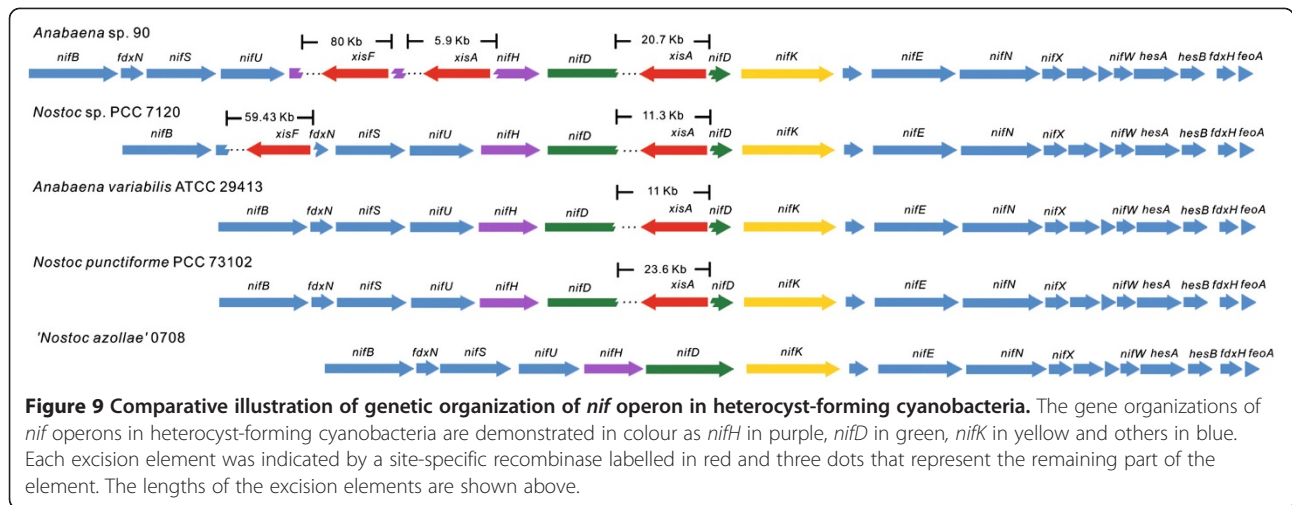 Anabaena sp. 90
80 Kb 5.9 Kb 20.7 Kb
nifB fdxN nifS nifU xisF xisA nifH nifD xisA nifD nifK nifE nifN nifX nifW hesA hesB fdxH feoA
Nostoc sp. PCC 7120
59.43 Kb 11.3 Kb
nifB xisF fdxN nifS nifU nifH nifD xisA nifD nifK nifE nifN nifX nifW hesA hesB fdxH feoA
Anabaena variabilis ATCC 29413
11 Kb
nifB fdxN nifS nifU nifH nifD xisA nifD nifK nifE nifN nifX nifW hesA hesB fdxH feoA
Nostoc punctiforme PCC 73102
23.6 Kb
nifB fdxN nifS nifU nifH nifD xisA nifD nifK nifE nifN nifX nifW hesA hesB fdxH feoA
'Nostoc azollae' 0708
nifB fdxN nifS nifU nifH nifD nifK nifE nifN nifX nifW hesA hesB fdxH feoA
Figure 9 Comparative illustration of genetic organization of nif operon in heterocyst-forming cyanobacteria. The gene organizations of
nif operons in heterocyst-forming cyanobacteria are demonstrated in colour as nifH in purple, nifD in green, nifK in yellow and others in blue.
Each excision element was indicated by a site-specific recombinase labelled in red and three dots that represent the remaining part of the
element. The lengths of the excision elements are shown above.